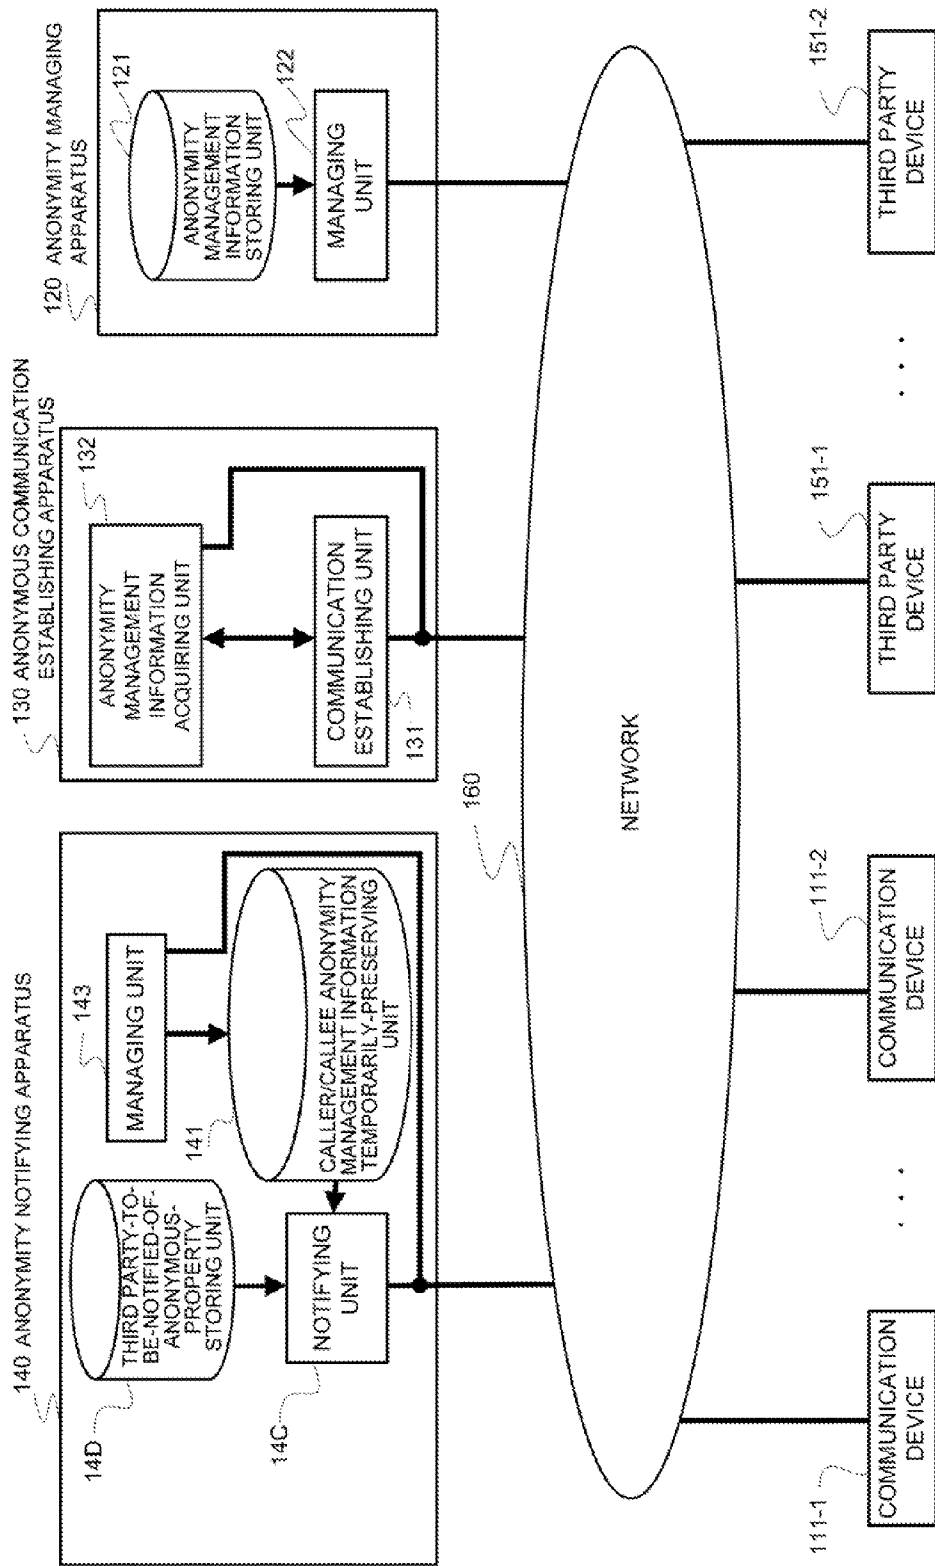 140 ANONYMITY NOTIFYING APPARATUS
14D
THIRD PARTY-TO-
BE-NOTIFIED-OF-
ANONYMOUS-
PROPERTY
STORING UNIT
143
MANAGING UNIT
141
CALLER/CALLEE ANONYMITY
MANAGEMENT INFORMATION
TEMPORARILY-PRESERVING
UNIT
NOTIFYING
UNIT
14C
130 ANONYMOUS COMMUNICATION
ESTABLISHING APPARATUS
132
ANONYMITY
MANAGEMENT
INFORMATION
ACQUIRING UNIT
COMMUNICATION
ESTABLISHING UNIT
131
120 ANONYMITY MANAGING
APPARATUS
121
ANONYMITY
MANAGEMENT
INFORMATION
STORING UNIT
122
MANAGING
UNIT
160
NETWORK
111-1
COMMUNICATION
DEVICE
. . .
111-2
COMMUNICATION
DEVICE
151-1
THIRD PARTY
DEVICE
. . .
151-2
THIRD PARTY
DEVICE